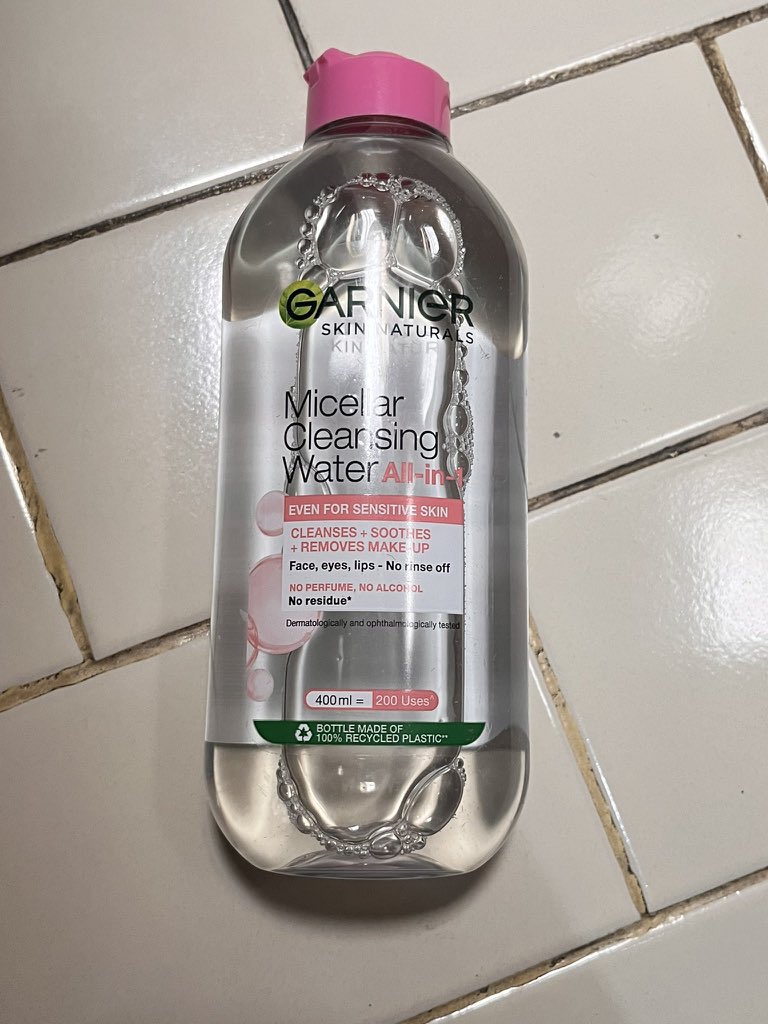 GARNIER
SKIN NATURALS
KIN NATUR
Micellar
Cleansing
Water All-in-1
EVEN FOR SENSITIVE SKIN
CLEANSES + SOOTHES
+ REMOVES MAKE-UP
Face, eyes, lips - No rinse off
NO PERFUME, NO ALCOHOL
No residue*
Dermatologically and ophthalmologically tested
400ml = 200 Uses^
BOTTLE MADE OF
100% RECYCLED PLASTIC**